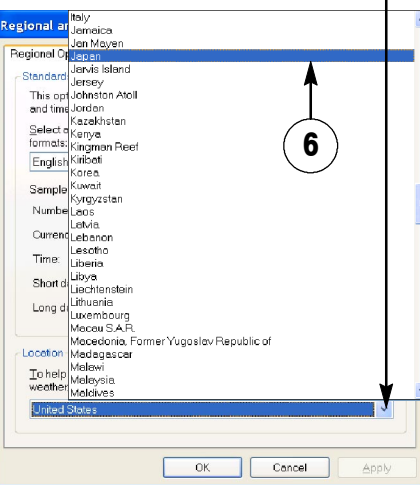 Regional an
Regional Op
Standards
This opt
and time
Select a
formats:
English
Sample
Numbe
Currenc
Time:
Short da
Long da
Location
To help
weather
United States
Italy
Jamaica
Jan Mayen
Japan
Jarvis Island
Jersey
Johnston Atoll
Jordan
Kazakhstan
Kenya
Kingman Reef
Kiribati
Korea
Kuwait
Kyrgyzstan
Laos
Latvia
Lebanon
Lesotho
Liberia
Libya
Liechtenstein
Lithuania
Luxembourg
Macau S.A.R.
Macedonia, Former Yugoslav Republic of
Madagascar
Malawi
Malaysia
Maldives
6
OK
Cancel
Apply